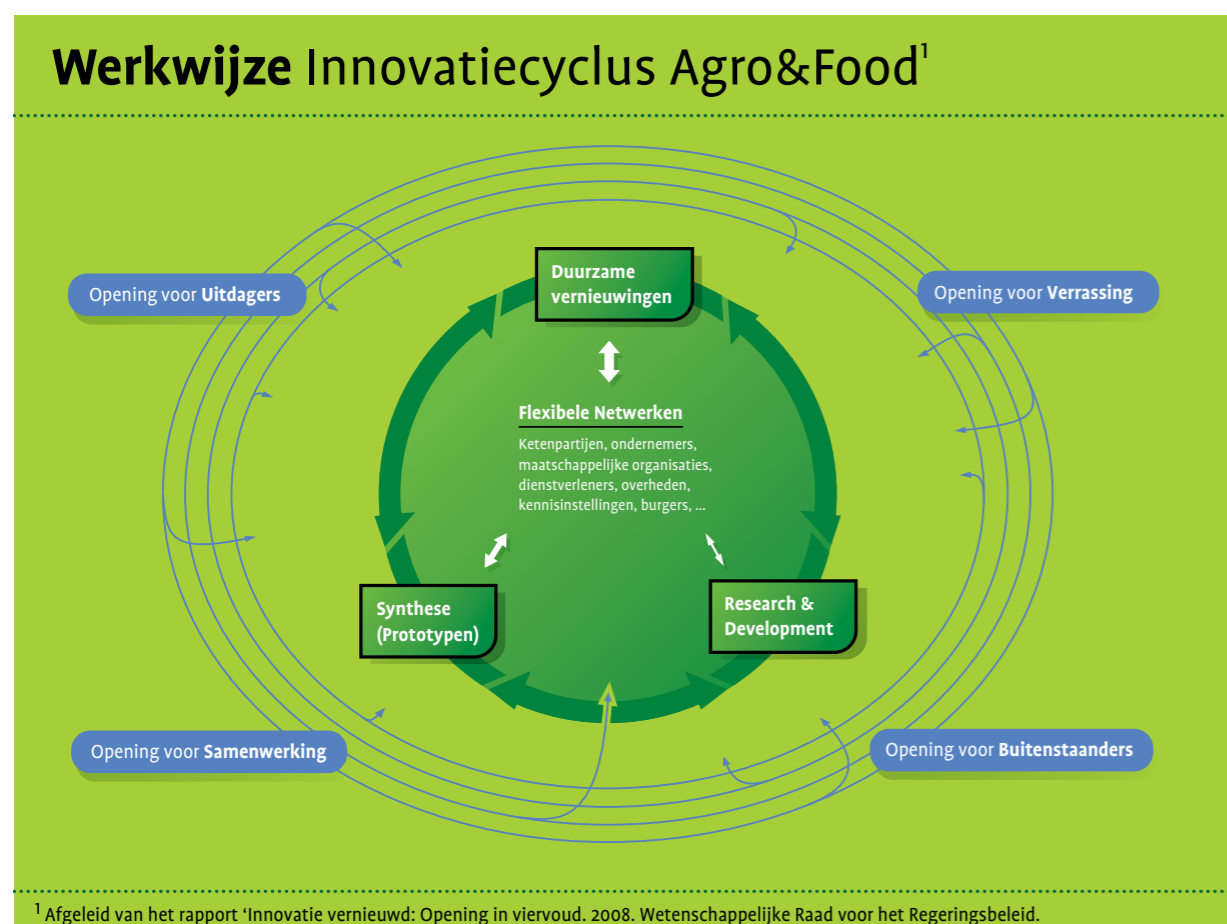 Werkwijze Innovatiecyclus Agro&Food¹
Opening voor Uitdagers
Duurzame
vernieuwingen
Opening voor Verrassing
Flexibele Netwerken
Ketenpartijen, ondernemers,
maatschappelijke organisaties,
dienstverleners, overheden,
kennisinstellingen, burgers, ...
Synthese
(Prototypen)
Research &
Development
Opening voor Samenwerking
Opening voor Buitenstaanders
¹ Afgeleid van het rapport ‘Innovatie vernieuwd: Opening in viervoud. 2008. Wetenschappelijke Raad voor het Regeringsbeleid.